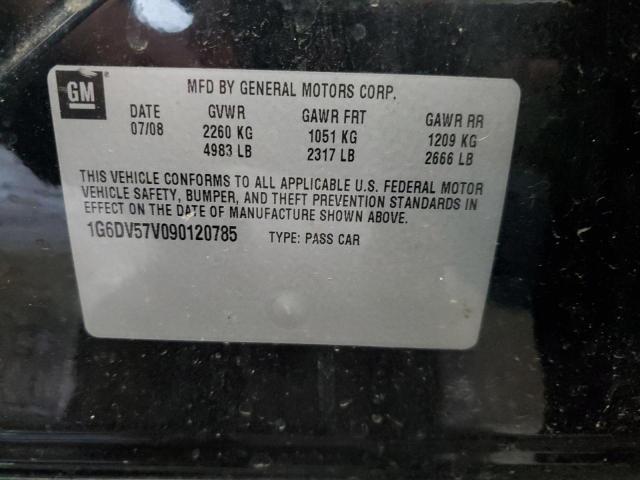 GM ®
MFD BY GENERAL MOTORS CORP.
DATE GVWR GAWR FRT GAWR RR
07/08 2260 KG 1051 KG 1209 KG
4983 LB 2317 LB 2666 LB
THIS VEHICLE CONFORMS TO ALL APPLICABLE U.S. FEDERAL MOTOR
VEHICLE SAFETY, BUMPER, AND THEFT PREVENTION STANDARDS IN
EFFECT ON THE DATE OF MANUFACTURE SHOWN ABOVE.
1G6DV57V090120785 TYPE: PASS CAR